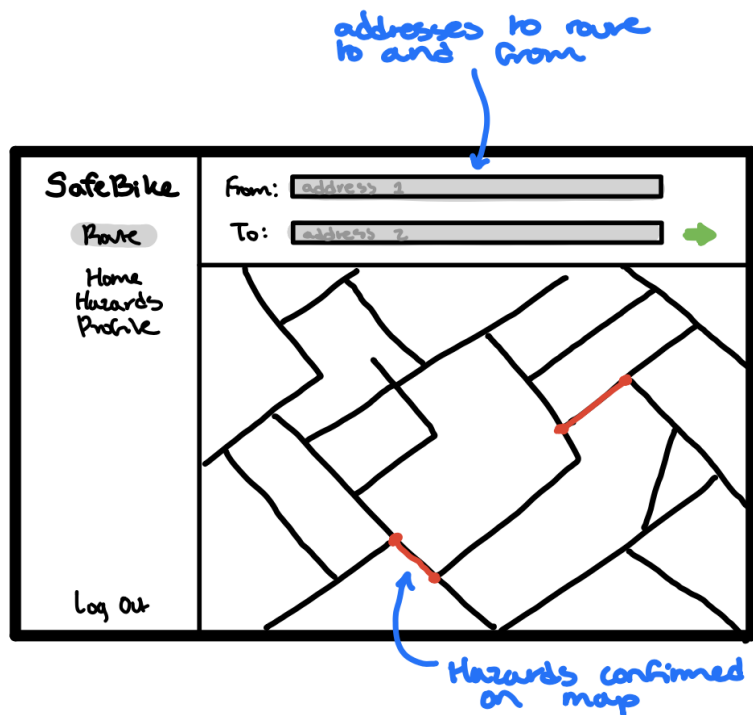 addresses to route
to and from
SafeBike
Route
Home
Hazards
Profile
Log Out
From: address 1
To: address 2
Hazards confirmed
on map